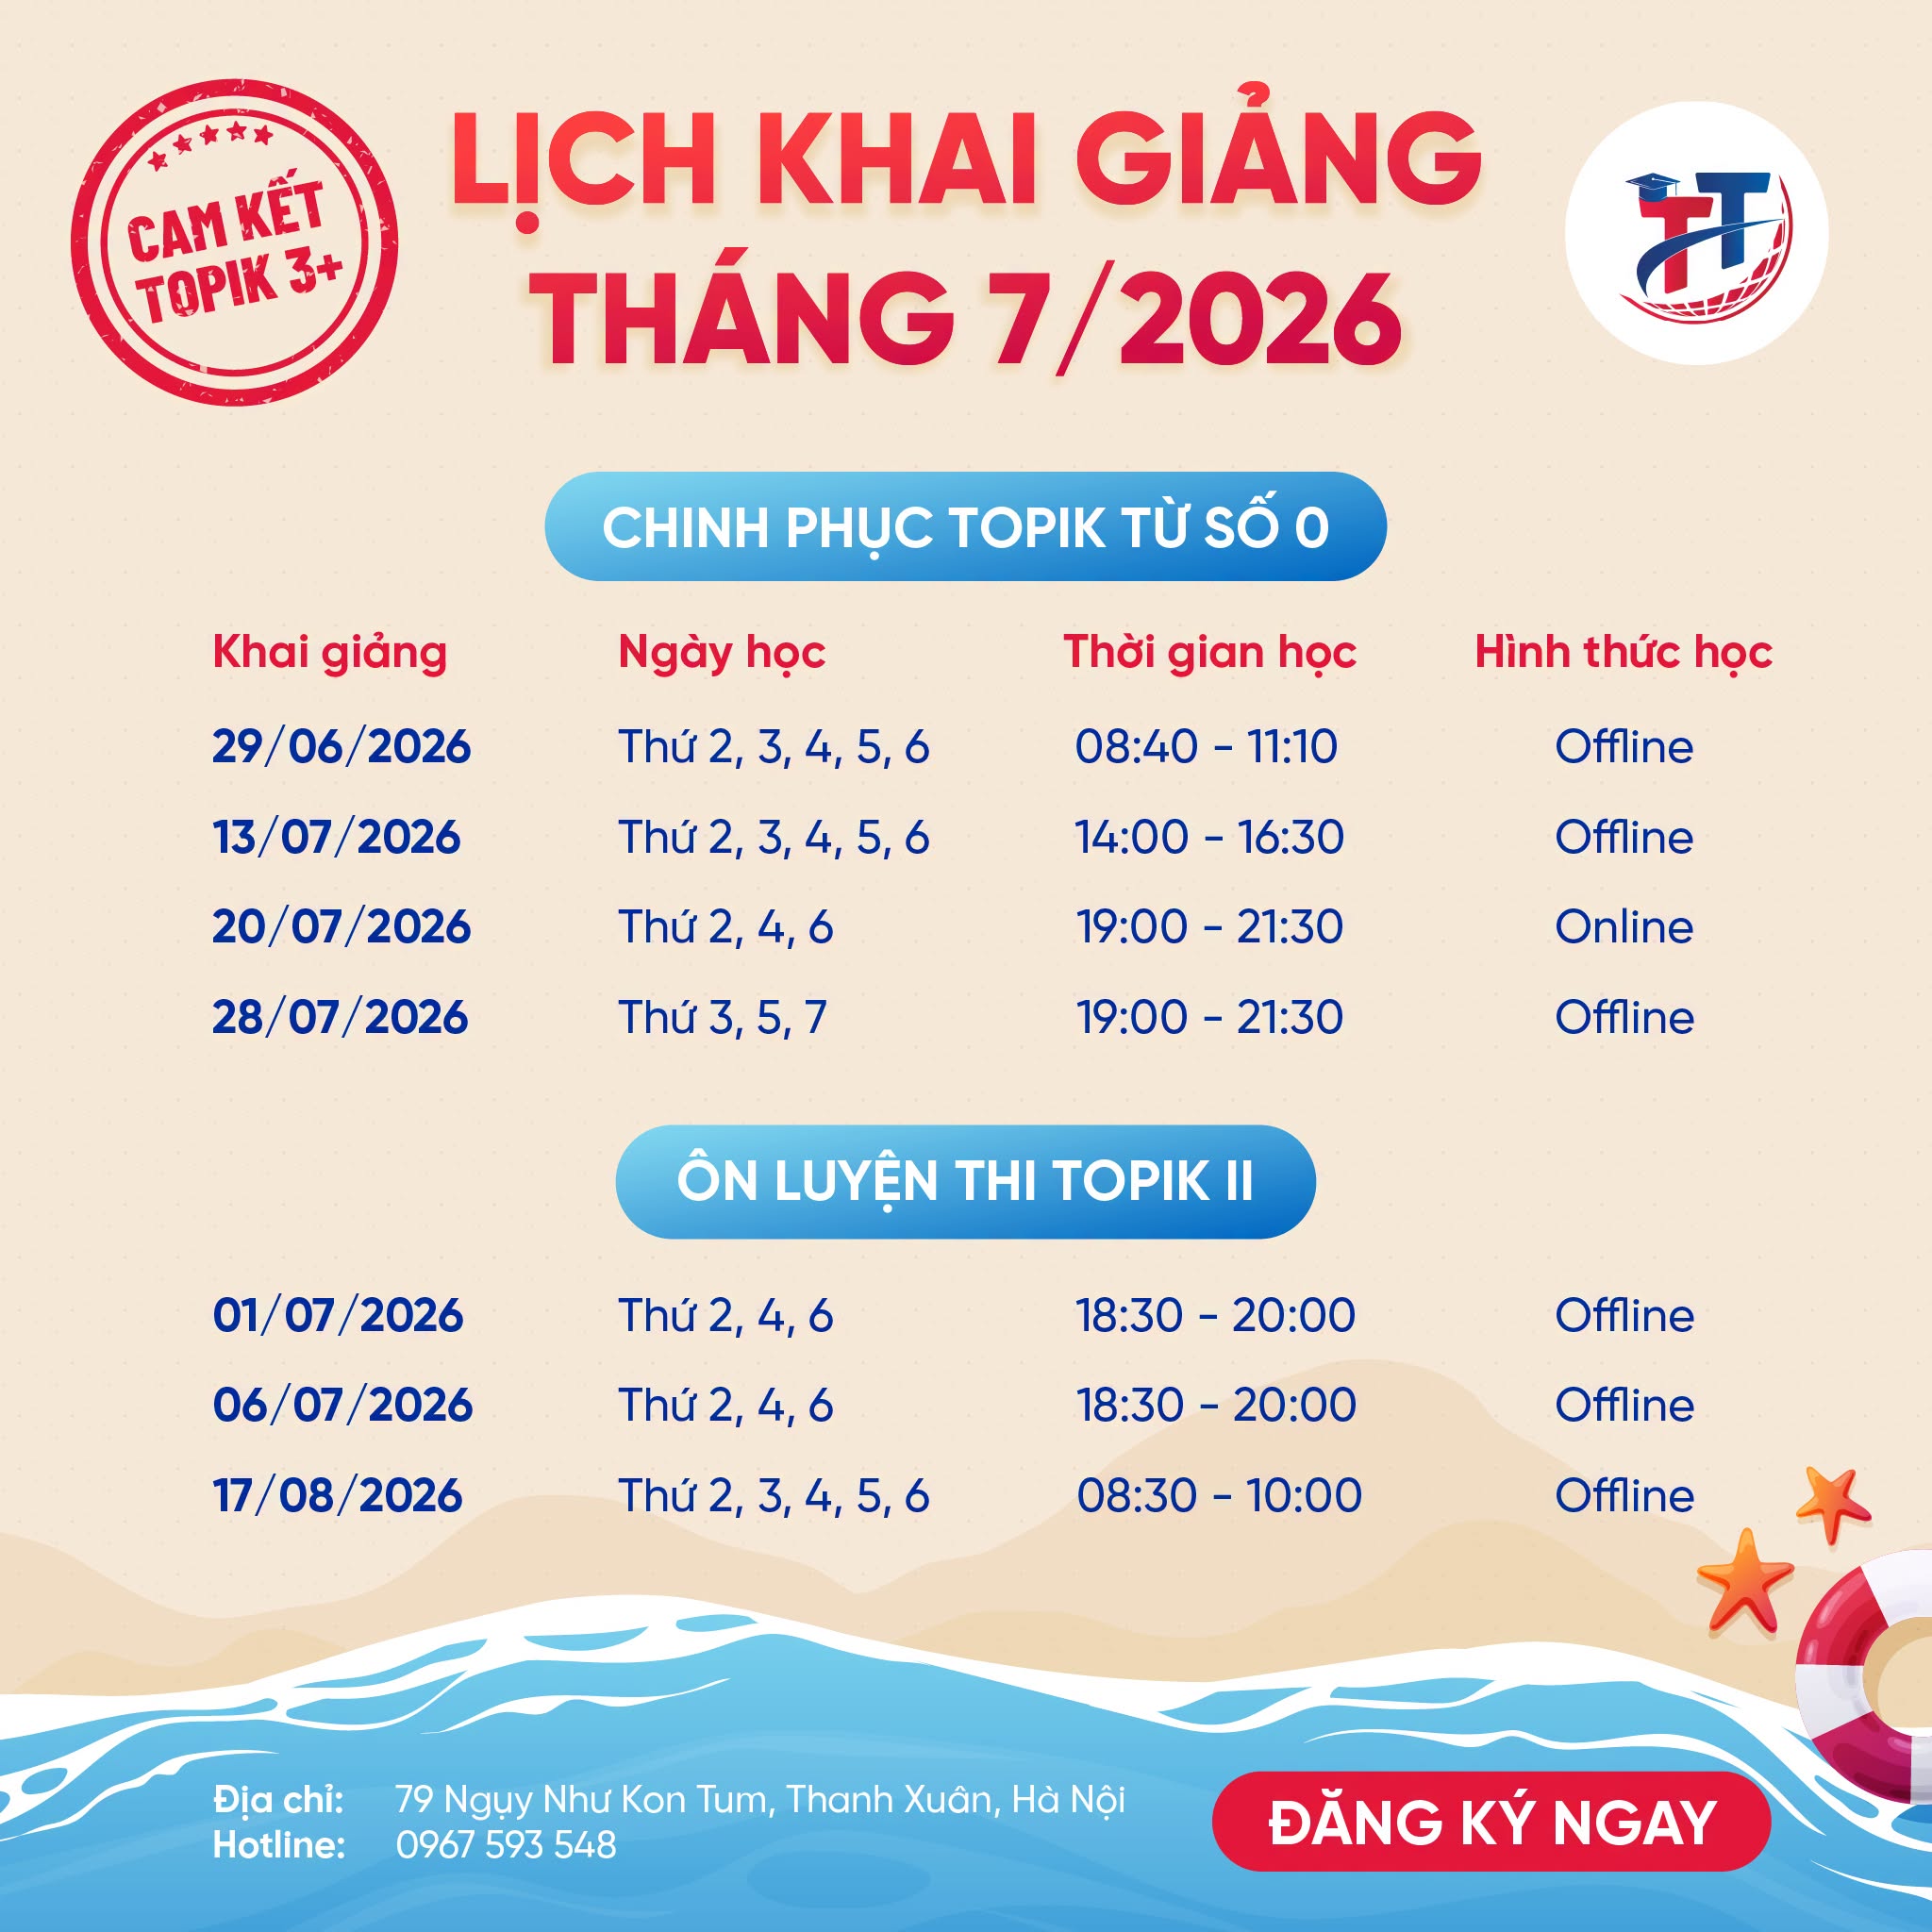 CAM KẾT
TOPIK 3+
LỊCH KHAI GIẢNG
THÁNG 7/2026
TT
CHINH PHỤC TOPIK TỪ SỐ 0
Khai giảng Ngày học Thời gian học Hình thức học
29/06/2026 Thứ 2, 3, 4, 5, 6 08:40 - 11:10 Offline
13/07/2026 Thứ 2, 3, 4, 5, 6 14:00 - 16:30 Offline
20/07/2026 Thứ 2, 4, 6 19:00 - 21:30 Online
28/07/2026 Thứ 3, 5, 7 19:00 - 21:30 Offline
ÔN LUYỆN THI TOPIK II
01/07/2026 Thứ 2, 4, 6 18:30 - 20:00 Offline
06/07/2026 Thứ 2, 4, 6 18:30 - 20:00 Offline
17/08/2026 Thứ 2, 3, 4, 5, 6 08:30 - 10:00 Offline
Địa chỉ: 79 Ngụy Như Kon Tum, Thanh Xuân, Hà Nội
Hotline: 0967 593 548
ĐĂNG KÝ NGAY